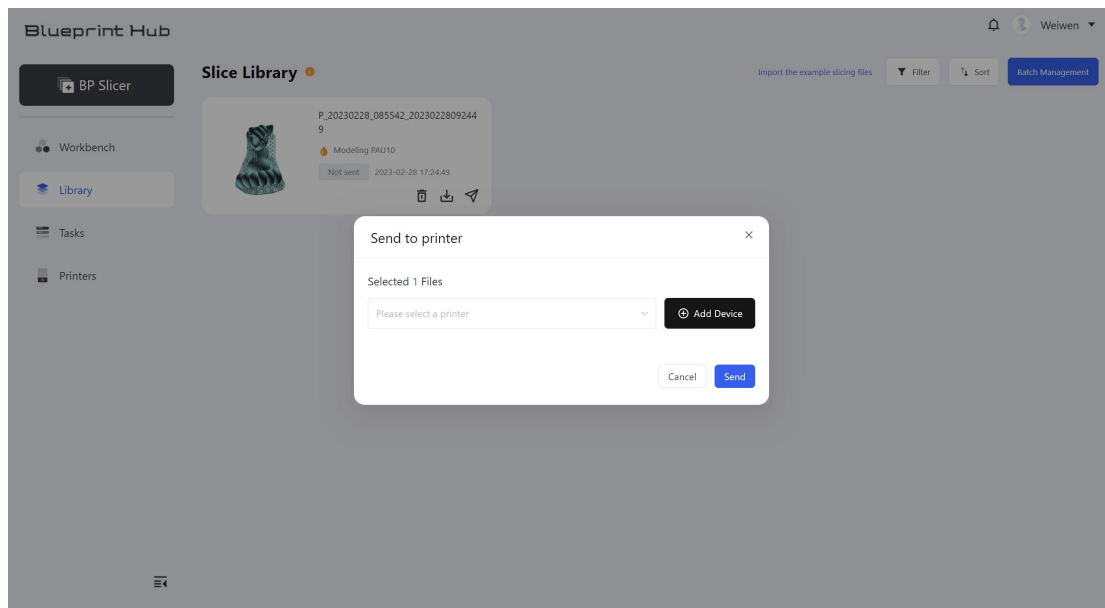 Blueprint Hub
Weiwen
BP Slicer
Slice Library
Import the example slicing files
Filter
Sort
Batch Management
P_20230228_085542_2023022809244
9
Modeling PAU10
Not sent 2023-02-28 17:24:49
Workbench
Library
Tasks
Printers
Send to printer
Selected 1 Files
Please select a printer
Add Device
Cancel
Send